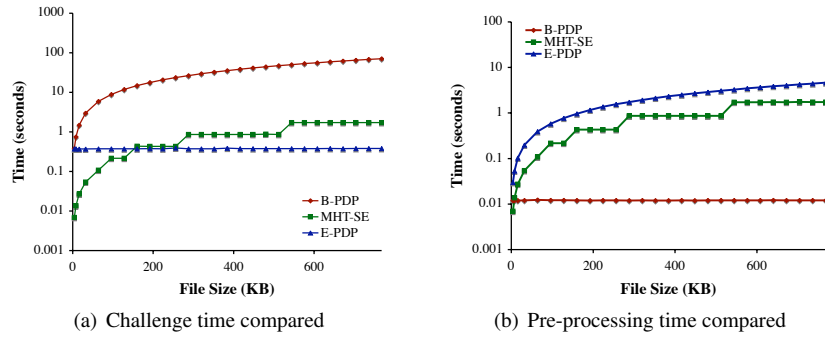 1000
100
10
1
0.1
0.01
0.001
Time (seconds)
0 200 400 600
File Size (KB)
B-PDP
MHT-SE
E-PDP
(a) Challenge time compared
100
10
1
0.1
0.01
0.001
Time (seconds)
0 200 400 600
File Size (KB)
B-PDP
MHT-SE
E-PDP
(b) Pre-processing time compared